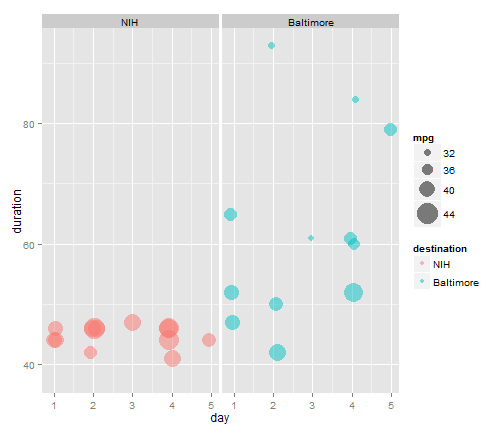 NIH Baltimore
80
60
40
duration
1 2 3 4 5 1 2 3 4 5
day
mpg
32
36
40
44
destination
NIH
Baltimore